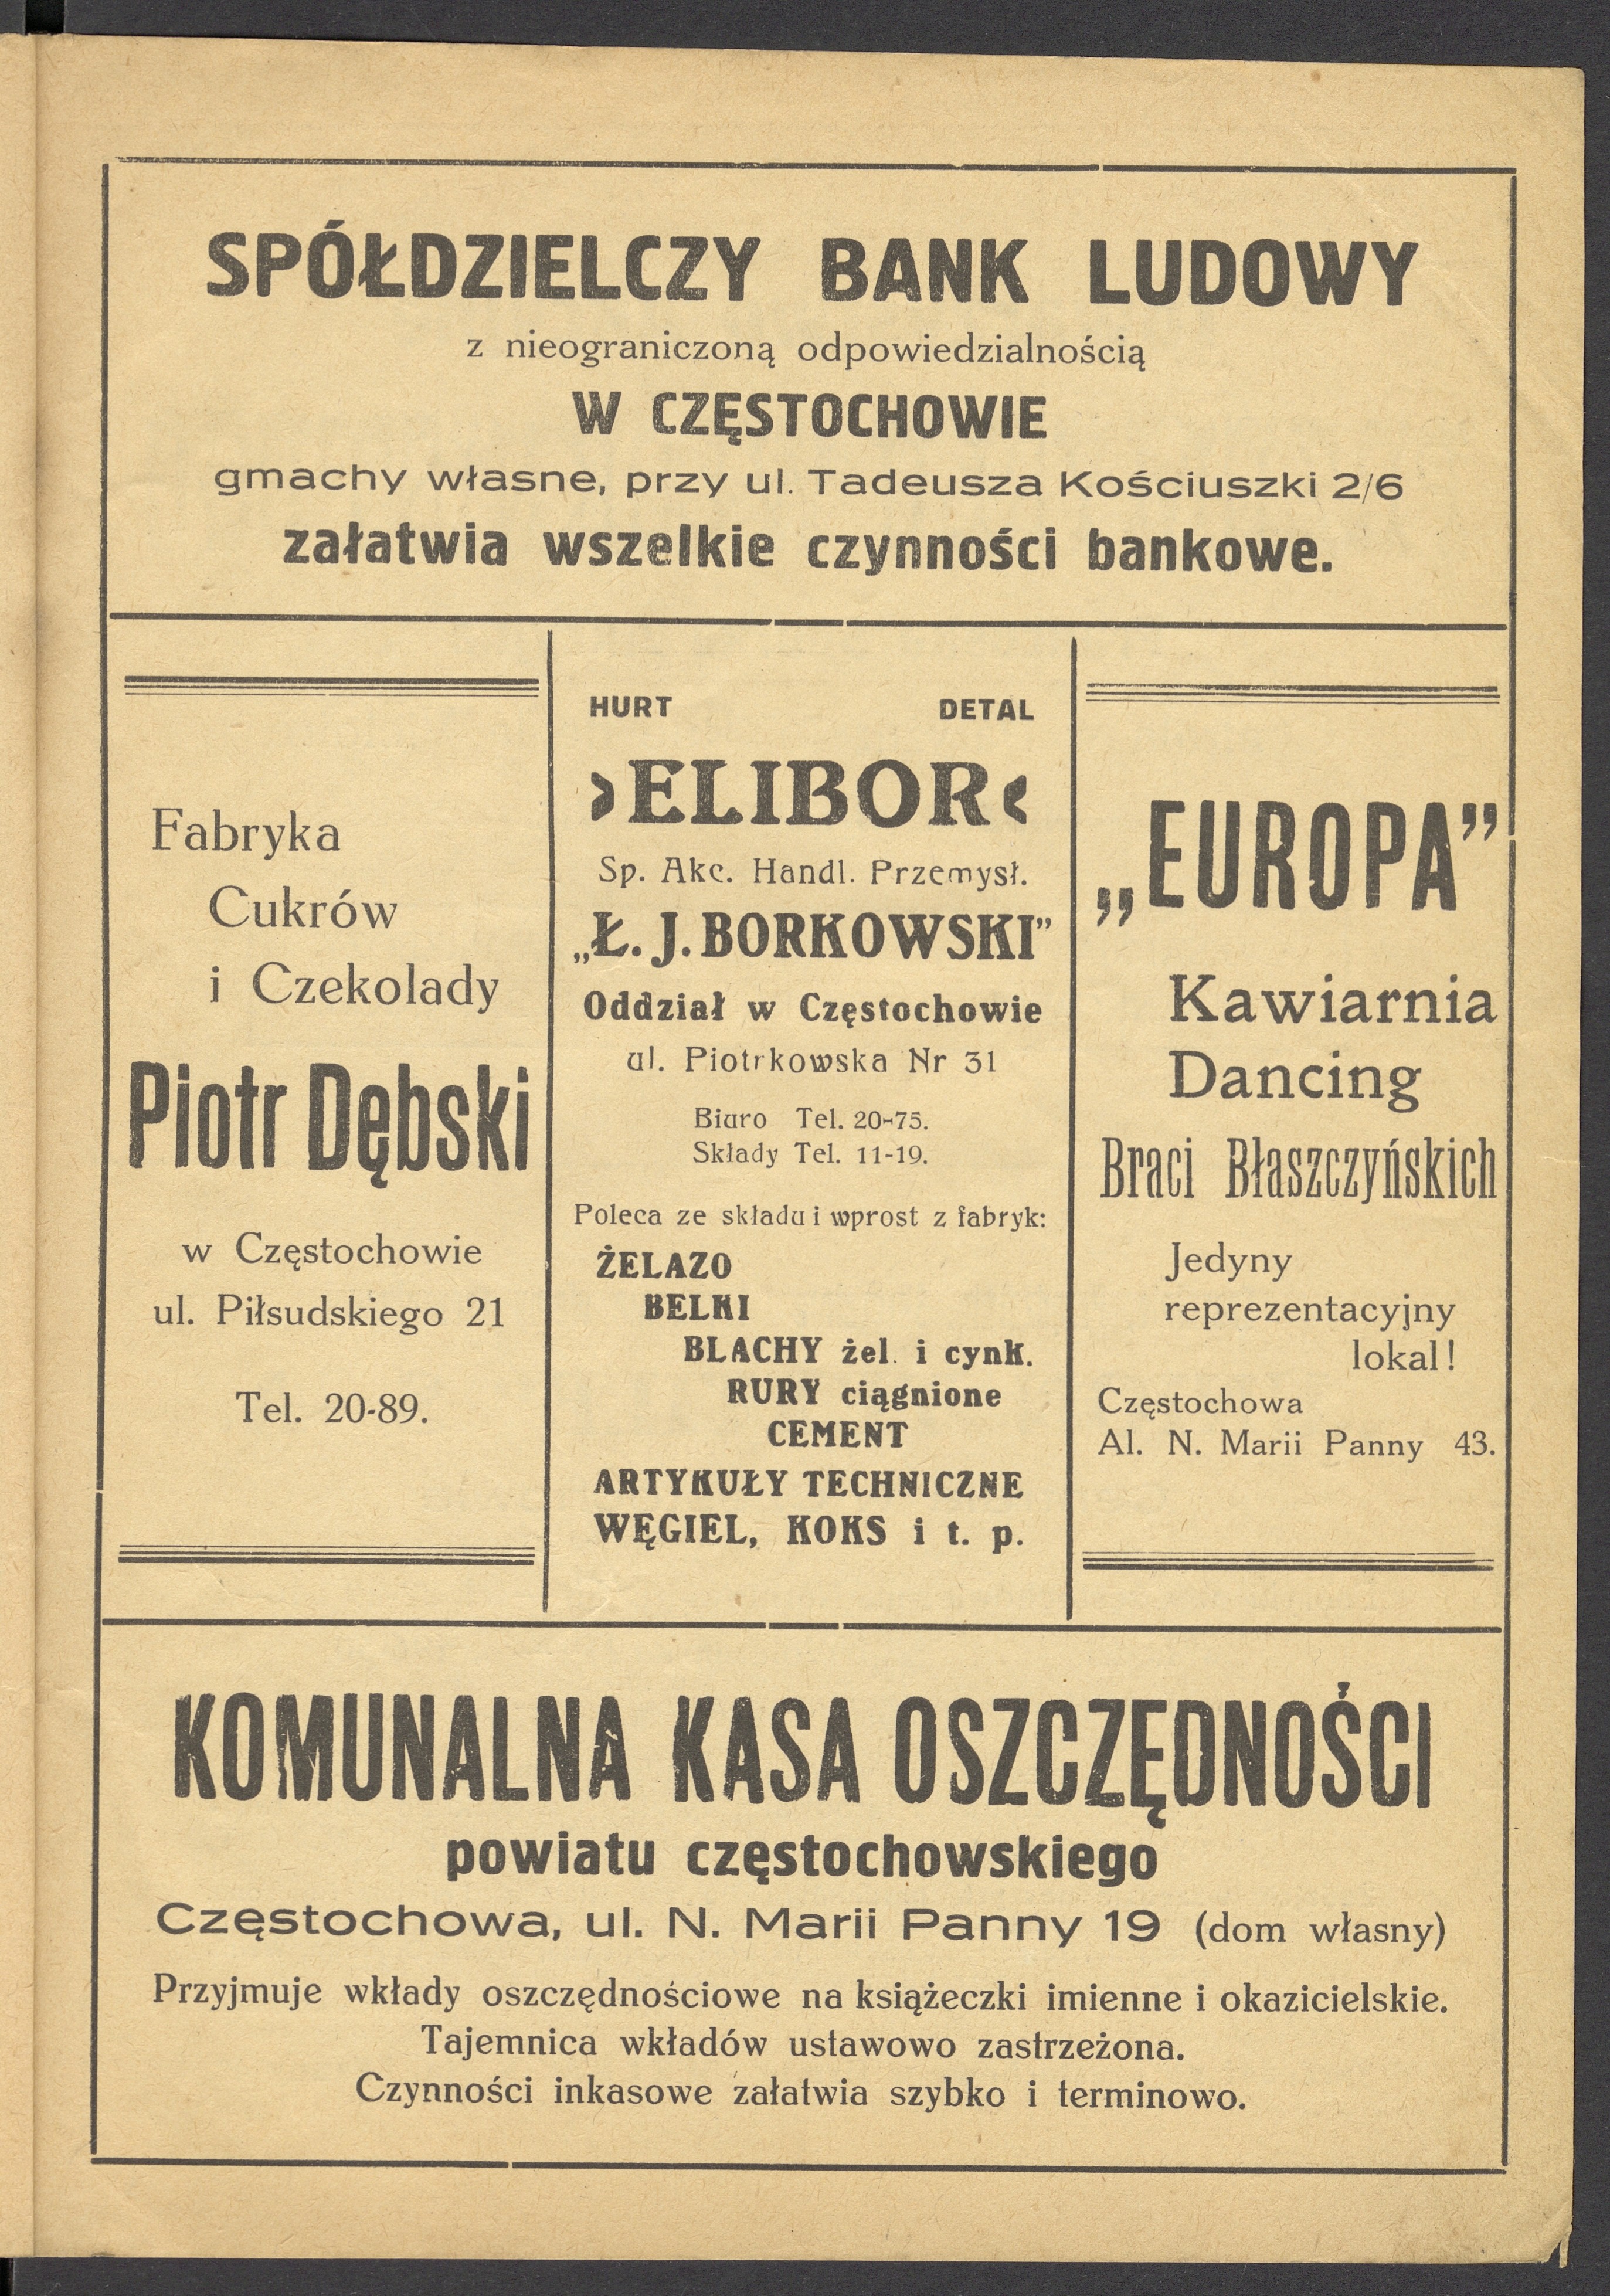 SPÓŁDZIELCZY BANK LUDOWY
z nieograniczoną odpowiedzialnością
W CZĘSTOCHOWIE
gmachy własne, przy ul. Tadeusza Kościuszki 2/6
załatwia wszelkie czynności bankowe.
Fabryka
Cukrów
i Czekolady
Piotr Dębski
w Częstochowie
ul. Piłsudskiego 21
Tel. 20-89.
HURT DETAL
›ELIBOR‹
Sp. Akc. Handl. Przemysł.
„Ł. J. BORKOWSKI”
Oddział w Częstochowie
ul. Piotrkowska Nr 31
Biuro Tel. 20-75.
Składy Tel. 11-19.
Poleca ze składu i wprost z fabryk:
ŻELAZO
BELKI
BLACHY żel. i cynk.
RURY ciągnione
CEMENT
ARTYKUŁY TECHNICZNE
WĘGIEL, KOKS i t. p.
„EUROPA”
Kawiarnia
Dancing
Braci Błaszczyńskich
Jedyny
reprezentacyjny
lokal!
Częstochowa
Al. N. Marii Panny 43.
KOMUNALNA KASA OSZCZĘDNOŚCI
powiatu częstochowskiego
Częstochowa, ul. N. Marii Panny 19 (dom własny)
Przyjmuje wkłady oszczędnościowe na książeczki imienne i okazicielskie.
Tajemnica wkładów ustawowo zastrzeżona.
Czynności inkasowe załatwia szybko i terminowo.